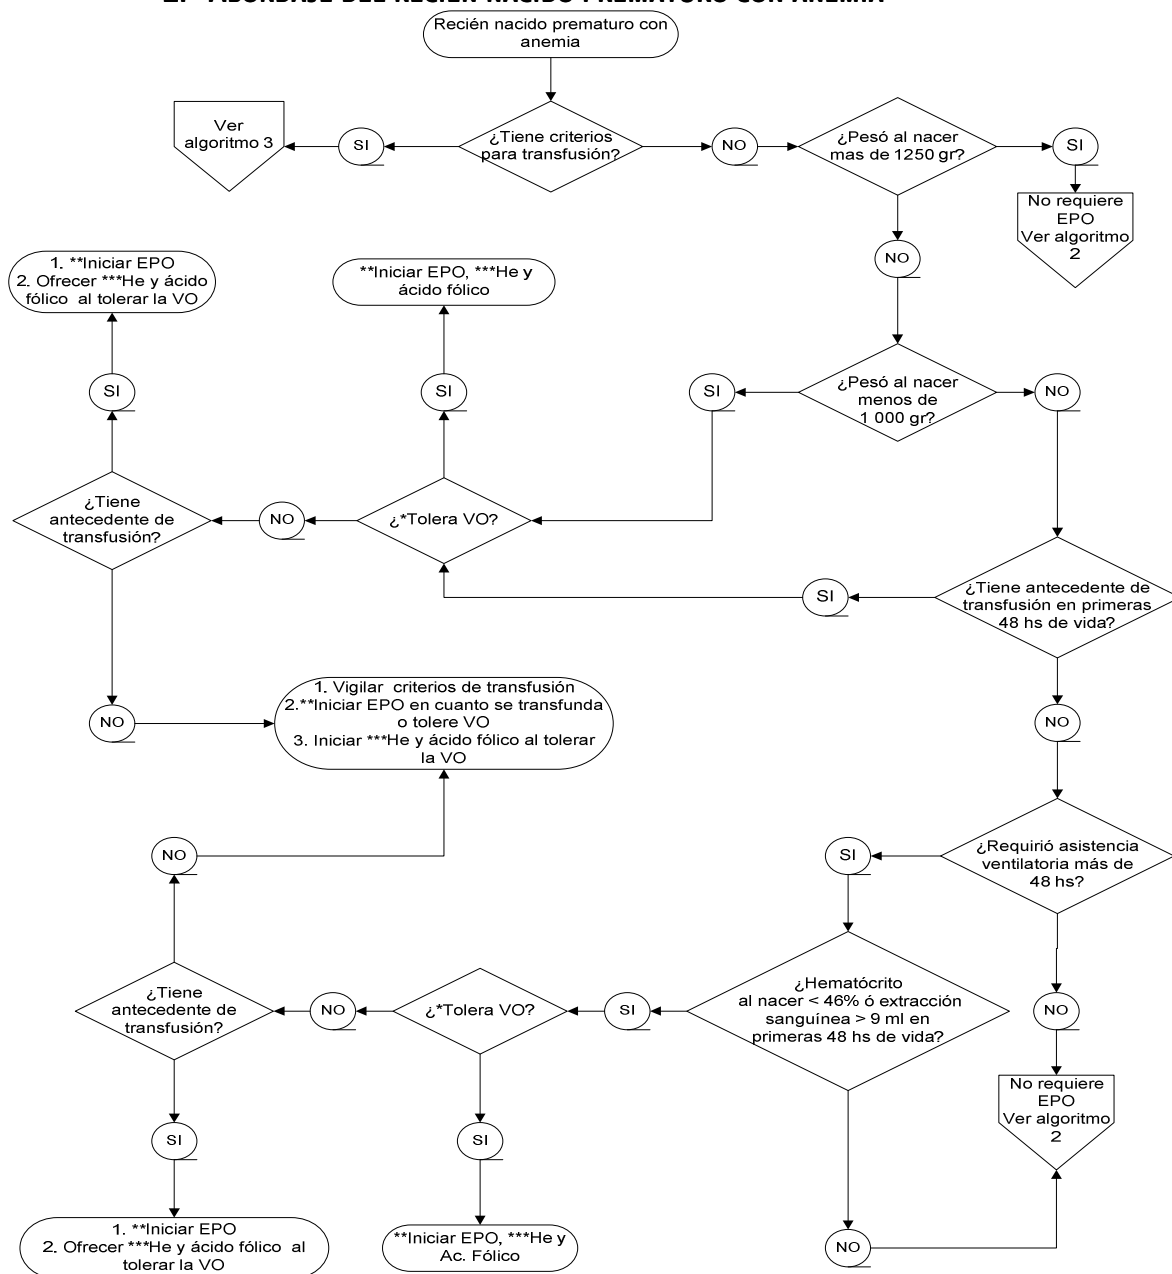 2. ABORDAJE DEL RECIÉN NACIDO PREMATURO CON ANEMIA
Recién nacido prematuro con
anemia
Ver
algoritmo 3
SI
¿Tiene criterios
para transfusión?
NO
¿Pesó al nacer
mas de 1250 gr?
SI
No requiere
EPO
Ver algoritmo
2
NO
1. **Iniciar EPO
2. Ofrecer ***He y ácido
fólico al tolerar la VO
**Iniciar EPO, ***He y
ácido fólico
SI
SI
SI
¿Pesó al nacer
menos de
1 000 gr?
NO
¿Tiene
antecedente de
transfusión?
NO
¿*Tolera VO?
SI
¿Tiene antecedente de
transfusión en primeras
48 hs de vida?
NO
1. Vigilar criterios de transfusión
2.**Iniciar EPO en cuanto se transfunda
o tolere VO
3. Iniciar ***He y ácido fólico al tolerar
la VO
NO
NO
SI
¿Requirió asistencia
ventilatoria más de
48 hs?
¿Tiene
antecedente de
transfusión?
NO
¿*Tolera VO?
SI
¿Hematócrito
al nacer < 46% ó extracción
sanguínea > 9 ml en
primeras 48 hs de vida?
NO
No requiere
EPO
Ver algoritmo
2
SI
SI
1. **Iniciar EPO
2. Ofrecer ***He y ácido fólico al
tolerar la VO
**Iniciar EPO, ***He y
Ac. Fólico
NO